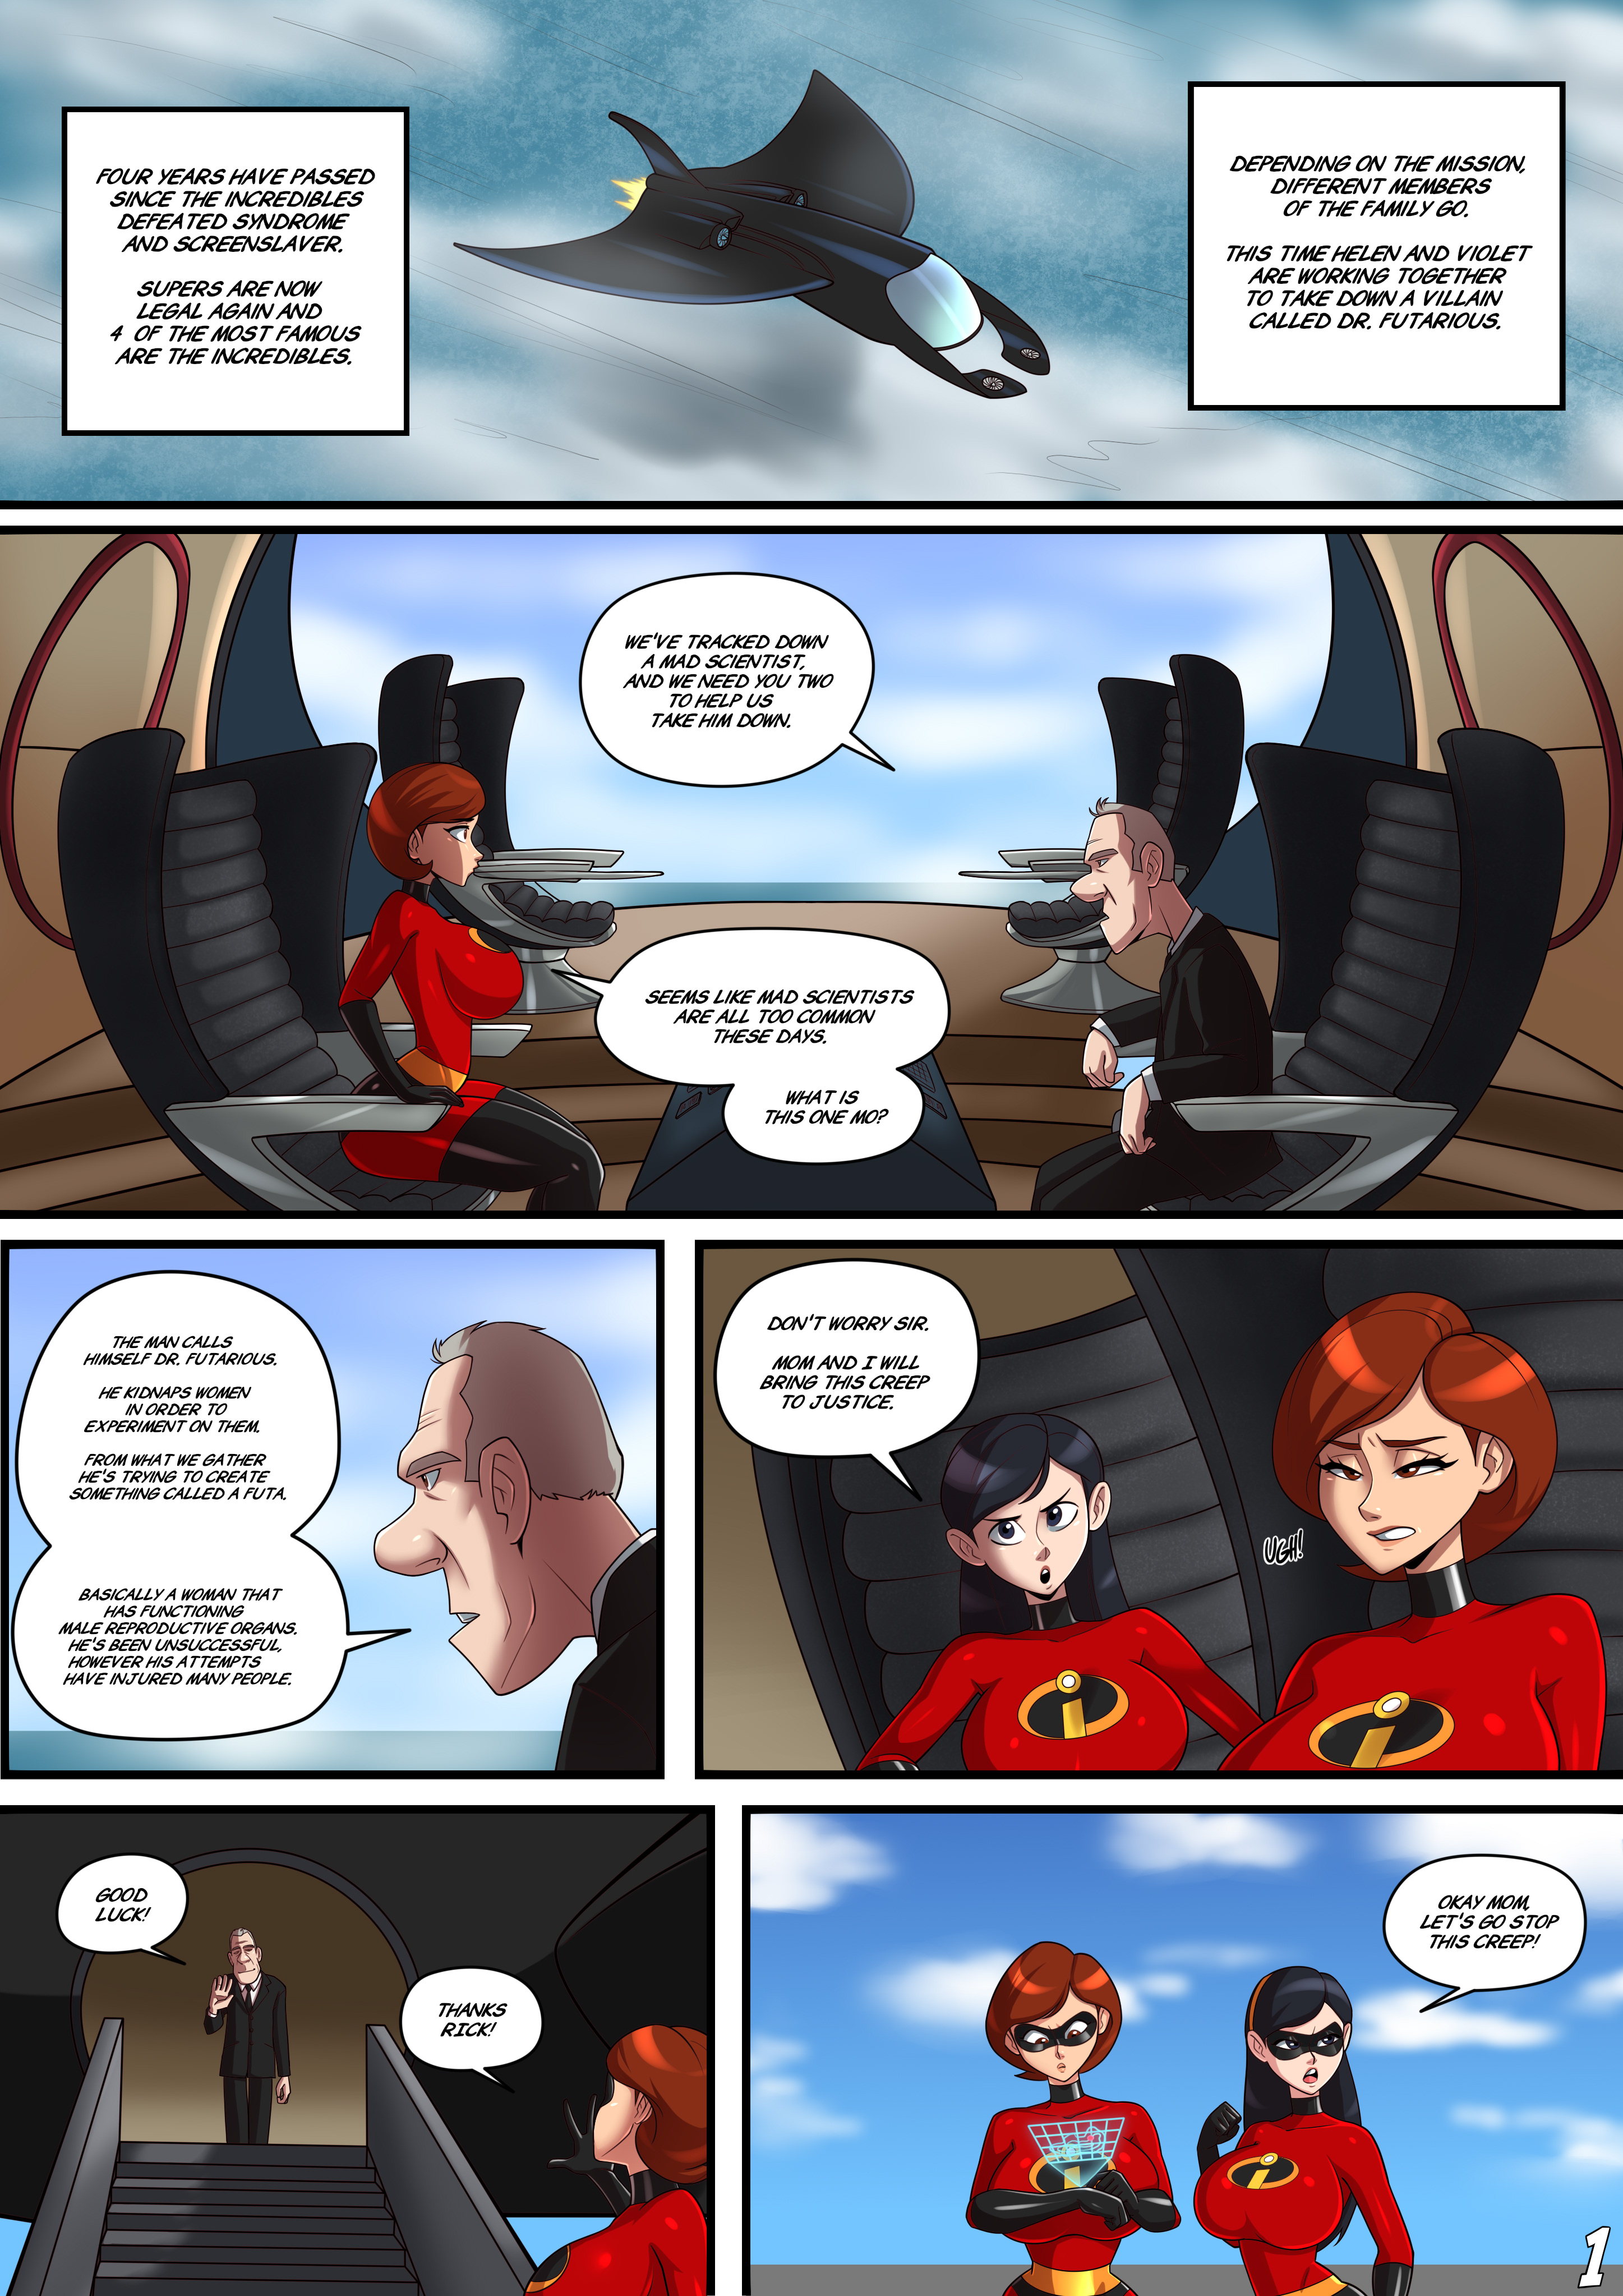 FOUR YEARS HAVE PASSED
SINCE THE INCREDIBLES
DEFEATED SYNDROME
AND SCREENSLAVER.
SUPERS ARE NOW
LEGAL AGAIN AND
4 OF THE MOST FAMOUS
ARE THE INCREDIBLES.
DEPENDING ON THE MISSION,
DIFFERENT MEMBERS
OF THE FAMILY GO.
THIS TIME HELEN AND VIOLET
ARE WORKING TOGETHER
TO TAKE DOWN A VILLAIN
CALLED DR. FUTARIOUS.
WE'VE TRACKED DOWN
A MAD SCIENTIST,
AND WE NEED YOU TWO
TO HELP US
TAKE HIM DOWN.
SEEMS LIKE MAD SCIENTISTS
ARE ALL TOO COMMON
THESE DAYS.
WHAT IS
THIS ONE MO?
THE MAN CALLS
HIMSELF DR. FUTARIOUS.
HE KIDNAPS WOMEN
IN ORDER TO
EXPERIMENT ON THEM.
FROM WHAT WE GATHER
HE'S TRYING TO CREATE
SOMETHING CALLED A FUTA.
BASICALLY A WOMAN THAT
HAS FUNCTIONING
MALE REPRODUCTIVE ORGANS.
HE'S BEEN UNSUCCESSFUL,
HOWEVER HIS ATTEMPTS
HAVE INJURED MANY PEOPLE.
DON'T WORRY SIR.
MOM AND I WILL
BRING THIS CREEP
TO JUSTICE.
UGH!
GOOD
LUCK!
THANKS
RICK!
OKAY MOM,
LET'S GO STOP
THIS CREEP!
1